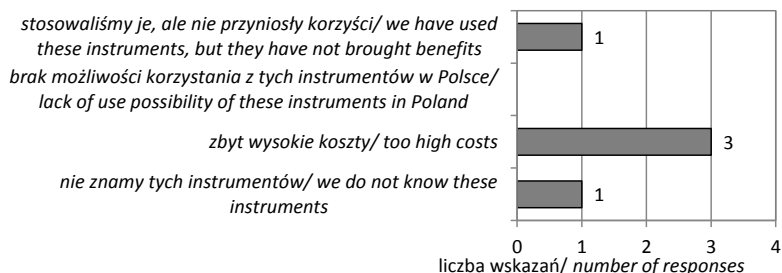 stosowaliśmy je, ale nie przyniosły korzyści/ we have used
these instruments, but they have not brought benefits
1
brak możliwości korzystania z tych instrumentów w Polsce/
lack of use possibility of these instruments in Poland
zbyt wysokie koszty/ too high costs
3
nie znamy tych instrumentów/ we do not know these
instruments
1
0 1 2 3 4
liczba wskazań/ number of responses